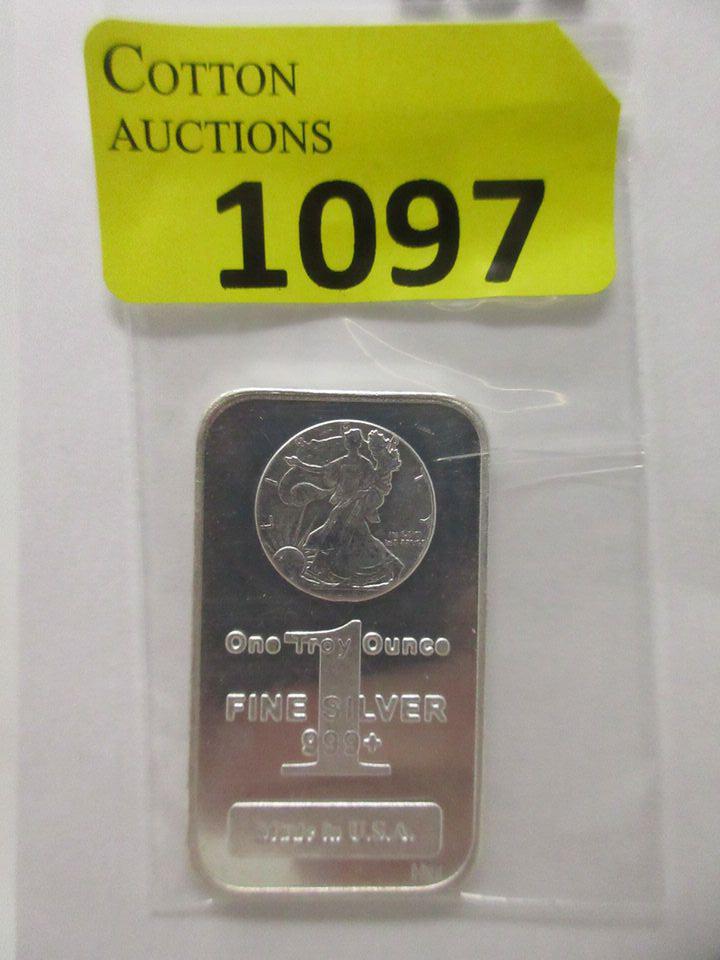 COTTON
AUCTIONS
1097
One Troy Ounce
1
FINE SILVER
999+
Made in U.S.A.